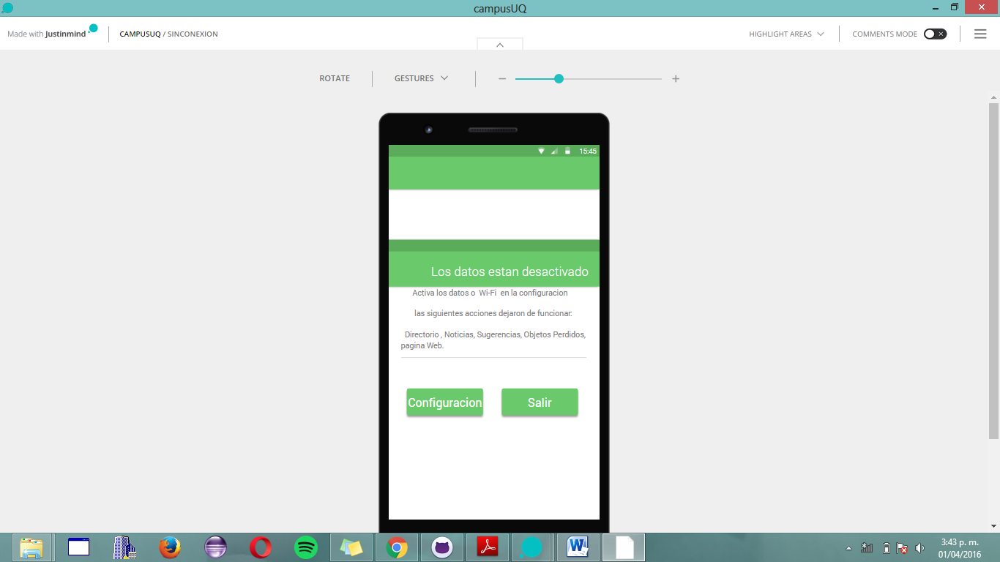 campusUQ
Made with Justinmind
CAMPUSUQ / SINCONEXION
HIGHLIGHT AREAS
COMMENTS MODE
ROTATE
GESTURES
15:45
Los datos estan desactivado
Activa los datos o Wi-Fi en la configuracion
las siguientes acciones dejaron de funcionar:
Directorio , Noticias, Sugerencias, Objetos Perdidos,
pagina Web.
Configuracion
Salir
3:43 p. m.
01/04/2016